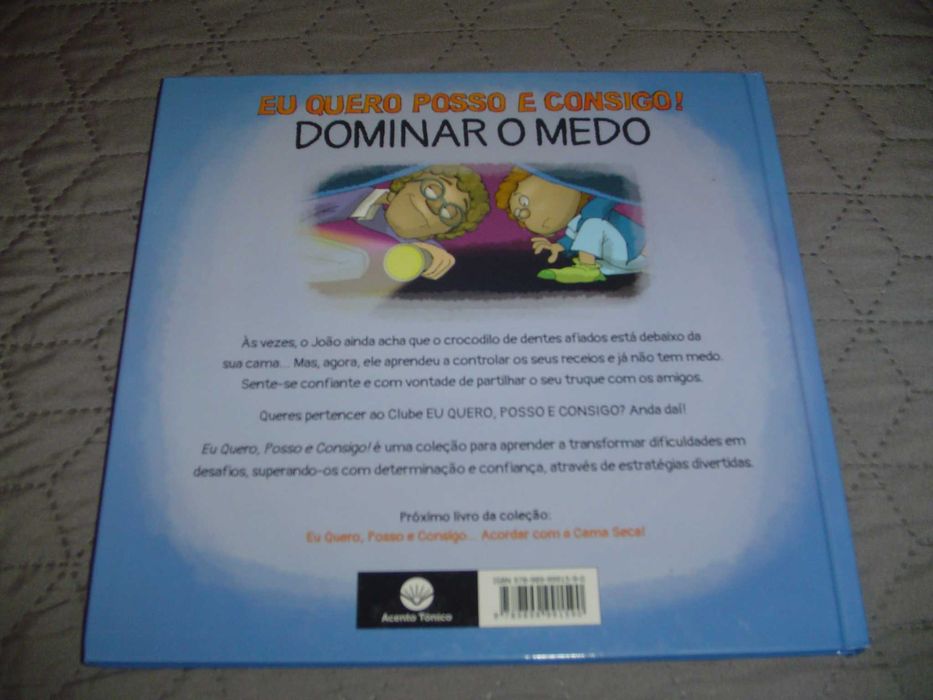 EU QUERO POSSO E CONSIGO!
DOMINAR O MEDO
Às vezes, o João ainda acha que o crocodilo de dentes afiados está debaixo da
sua cama... Mas, agora, ele aprendeu a controlar os seus receios e já não tem medo.
Sente-se confiante e com vontade de partilhar o seu truque com os amigos.
Queres pertencer ao Clube EU QUERO, POSSO E CONSIGO? Anda daí!
Eu Quero, Posso e Consigo! é uma coleção para aprender a transformar dificuldades em
desafios, superando-os com determinação e confiança, através de estratégias divertidas.
Próximo livro da coleção:
Eu Quero, Posso e Consigo... Acordar com a Cama Seca!
Acento Tónico
ISBN